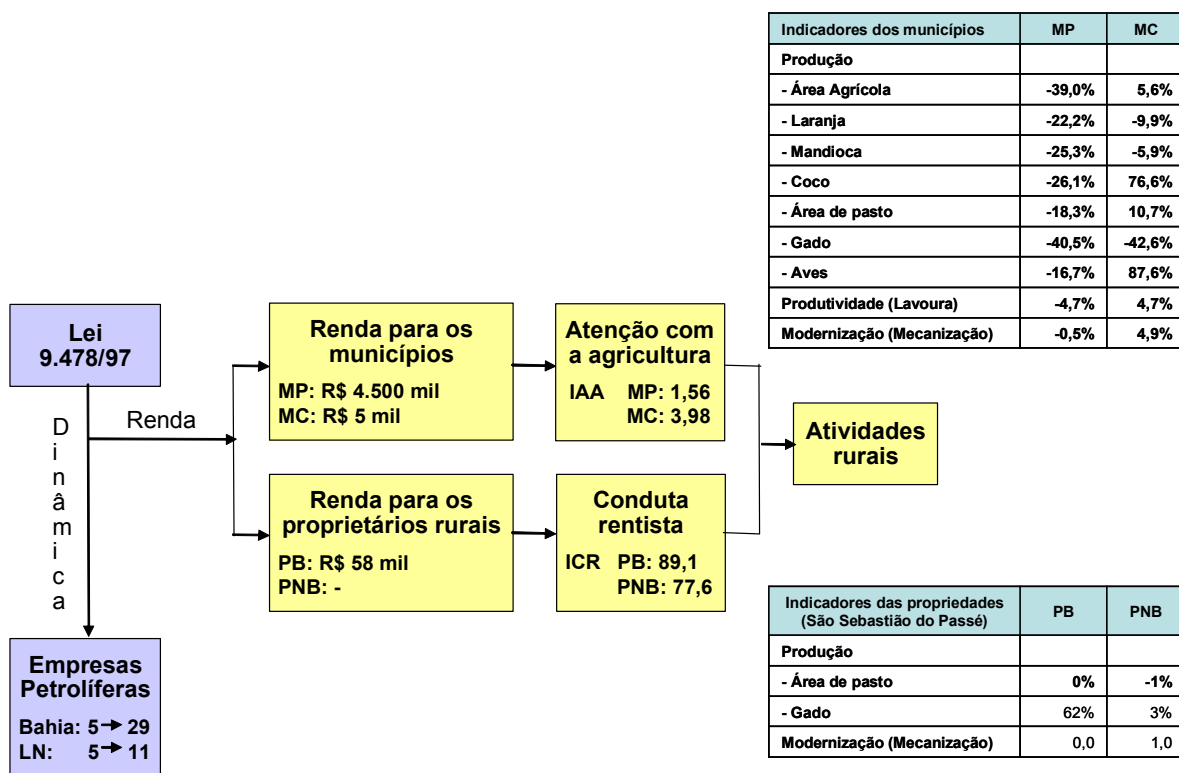 Indicadores dos municípios MP MC
Produção
- Área Agrícola -39,0% 5,6%
- Laranja -22,2% -9,9%
- Mandioca -25,3% -5,9%
- Coco -26,1% 76,6%
- Área de pasto -18,3% 10,7%
- Gado -40,5% -42,6%
- Aves -16,7% 87,6%
Produtividade (Lavoura) -4,7% 4,7%
Modernização (Mecanização) -0,5% 4,9%
Lei
9.478/97
Dinâmica
Renda
Renda para os
municípios
MP: R$ 4.500 mil
MC: R$ 5 mil
Atenção com
a agricultura
IAA MP: 1,56
MC: 3,98
Renda para os
proprietários rurais
PB: R$ 58 mil
PNB: -
Conduta
rentista
ICR PB: 89,1
PNB: 77,6
Atividades
rurais
Empresas
Petrolíferas
Bahia: 5→ 29
LN: 5→ 11
Indicadores das propriedades
(São Sebastião do Passé) PB PNB
Produção
- Área de pasto 0% -1%
- Gado 62% 3%
Modernização (Mecanização) 0,0 1,0